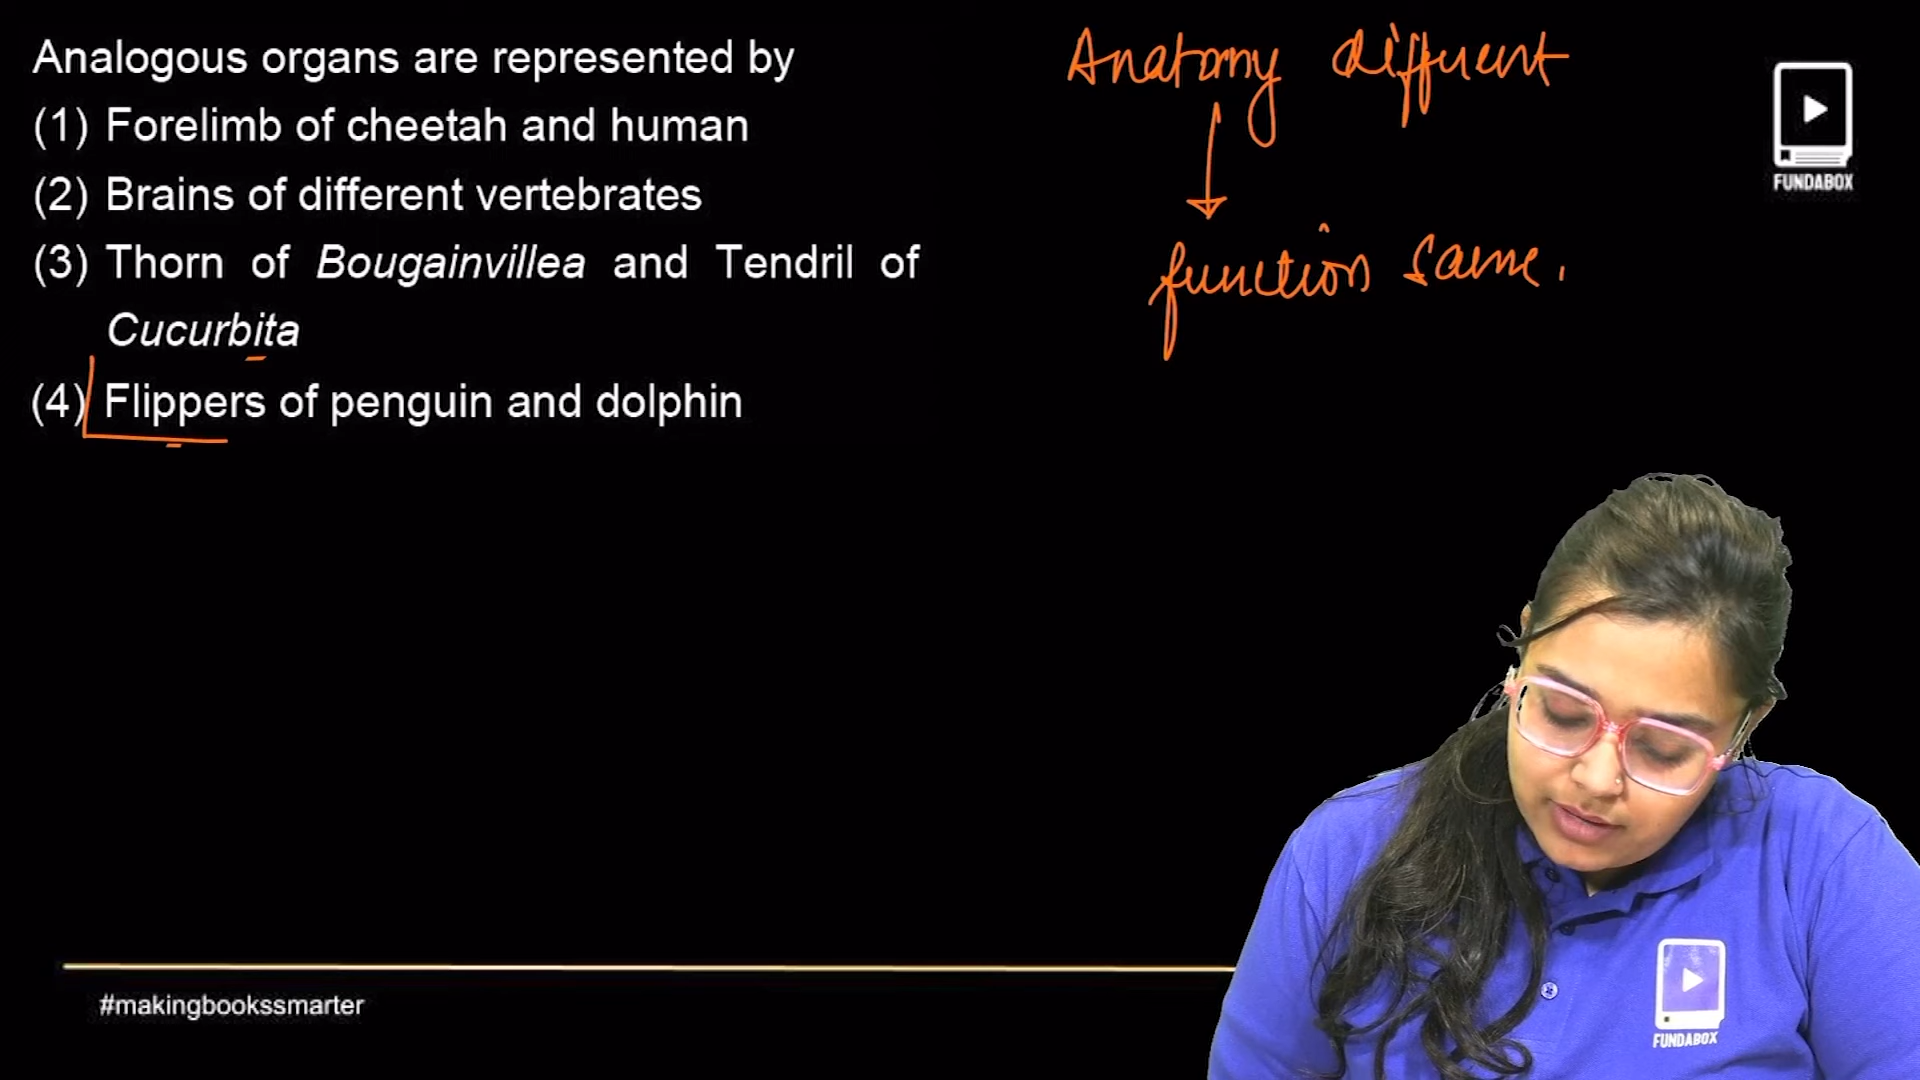 Analogous organs are represented by
(1) Forelimb of cheetah and human
(2) Brains of different vertebrates
(3) Thorn of Bougainvillea and Tendril of
Cucurbita
(4) Flippers of penguin and dolphin
Anatomy different
function same.
FUNDABOX
#makingbookssmarter
FUNDABOX